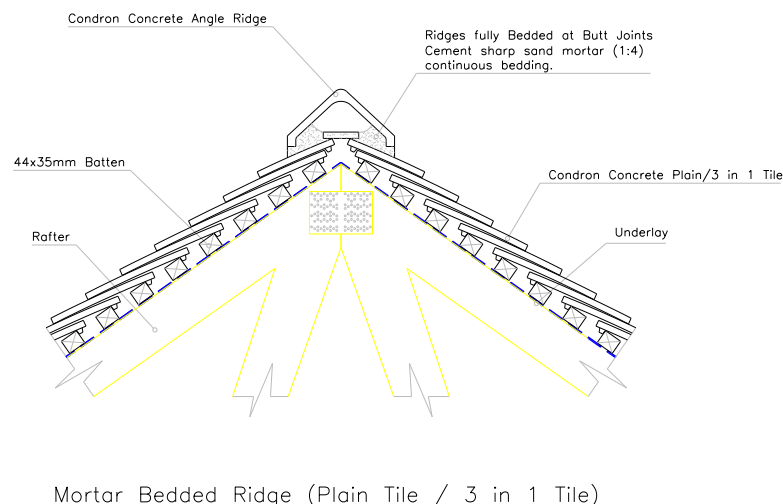 Condron Concrete Angle Ridge
Ridges fully Bedded at Butt Joints
Cement sharp sand mortar (1:4)
continuous bedding.
44x35mm Batten
Condron Concrete Plain/3 in 1 Tile
Rafter
Underlay
Mortar Bedded Ridge (Plain Tile / 3 in 1 Tile)